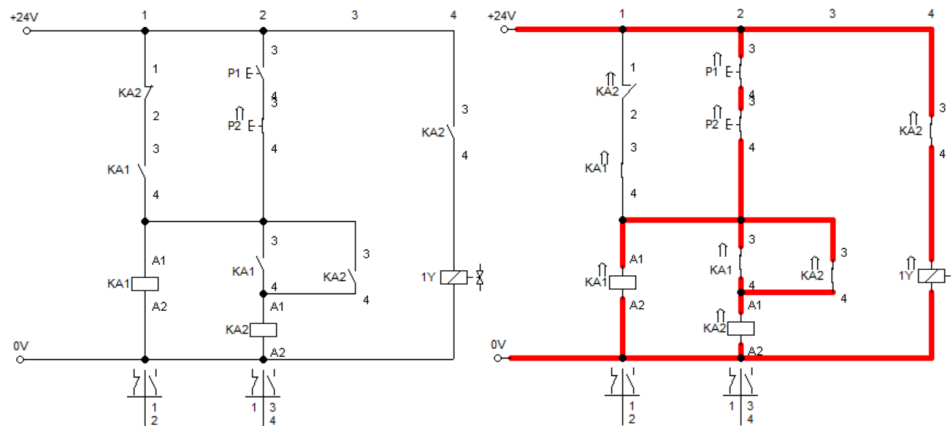 1 2 3 4
+24V
1 3
P1
KA2
4
3 3
2 P2 KA2
3 4 4
KA1
4
3 3
A1 KA1 KA2 1Y
KA1 4 4
A2 A1
KA2
0V A2
1 1 3
2 4
1 2 3 4
+24V
3
1 P1
KA2 4 3
3 KA2
2 P2 4
3 4
KA1
4
3 3
A1 KA1 KA2 1Y
KA1 4 4
A2 A1
KA2
0V A2
1 1 3
2 4